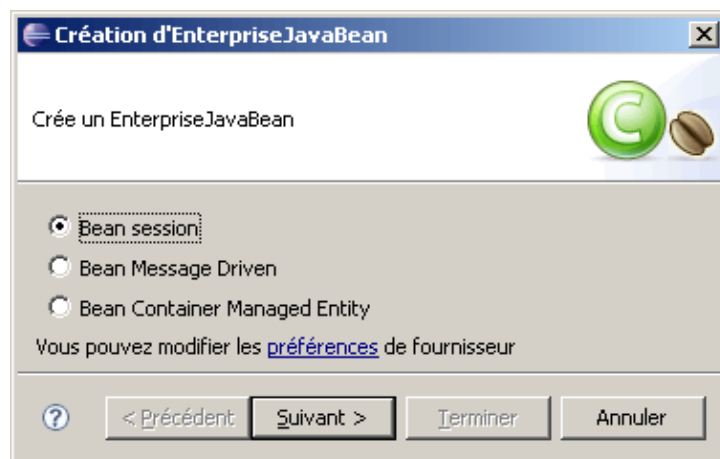 Création d'EnterpriseJavaBean
Crée un EnterpriseJavaBean
C
Bean session
Bean Message Driven
Bean Container Managed Entity
Vous pouvez modifier les préférences de fournisseur
? < Précédent Suivant > Terminer Annuler